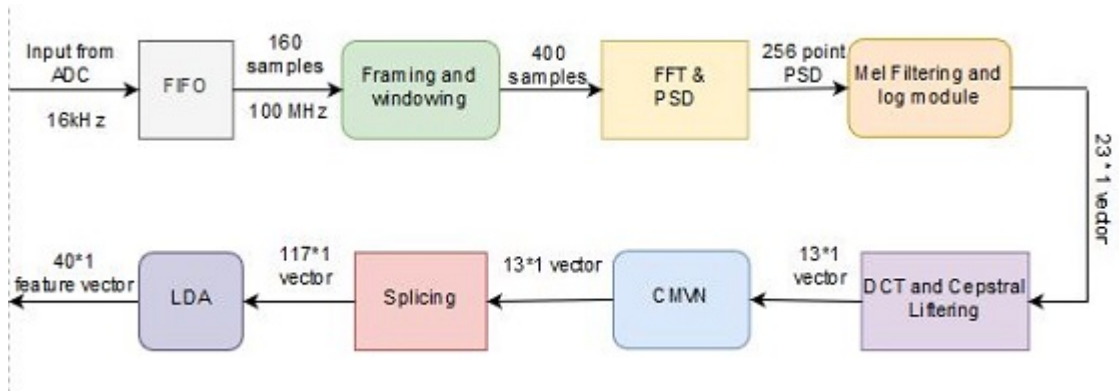 Input from
ADC
16kHz
FIFO
160
samples
100 MHz
Framing and
windowing
400
samples
FFT &
PSD
256 point
PSD
Mel Filtering and
log module
23*1 vector
DCT and Cepstral
Liftering
13*1
vector
CMVN
13*1 vector
Splicing
117*1
vector
LDA
40*1
feature vector